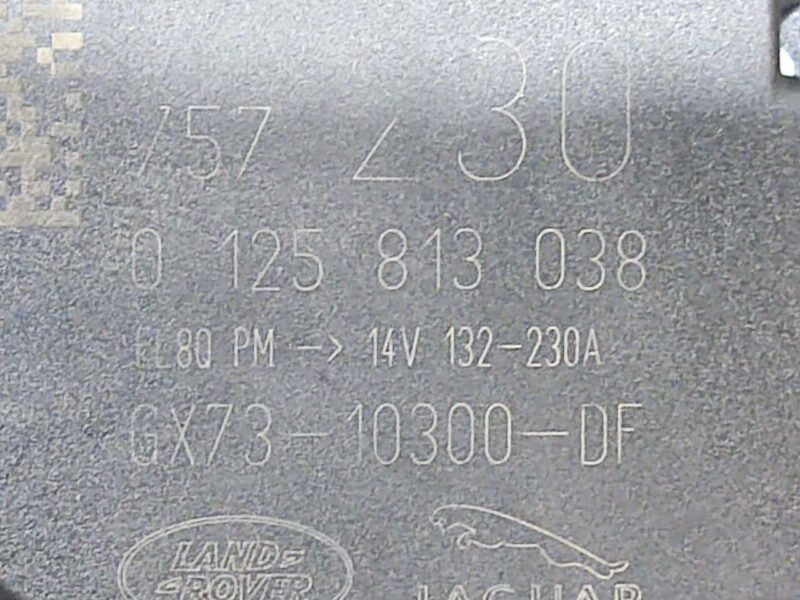 757 230
0 125 813 038
EL8Q PM -> 14V 132-230A
GX73-10300-DF
LAND ROVER
JAGUAR